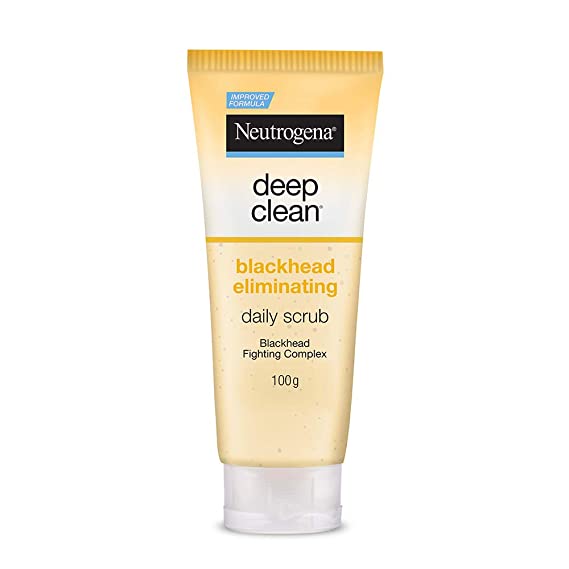 IMPROVED
FORMULA
Neutrogena®
deep
clean®
blackhead
eliminating
daily scrub
Blackhead
Fighting Complex
100g